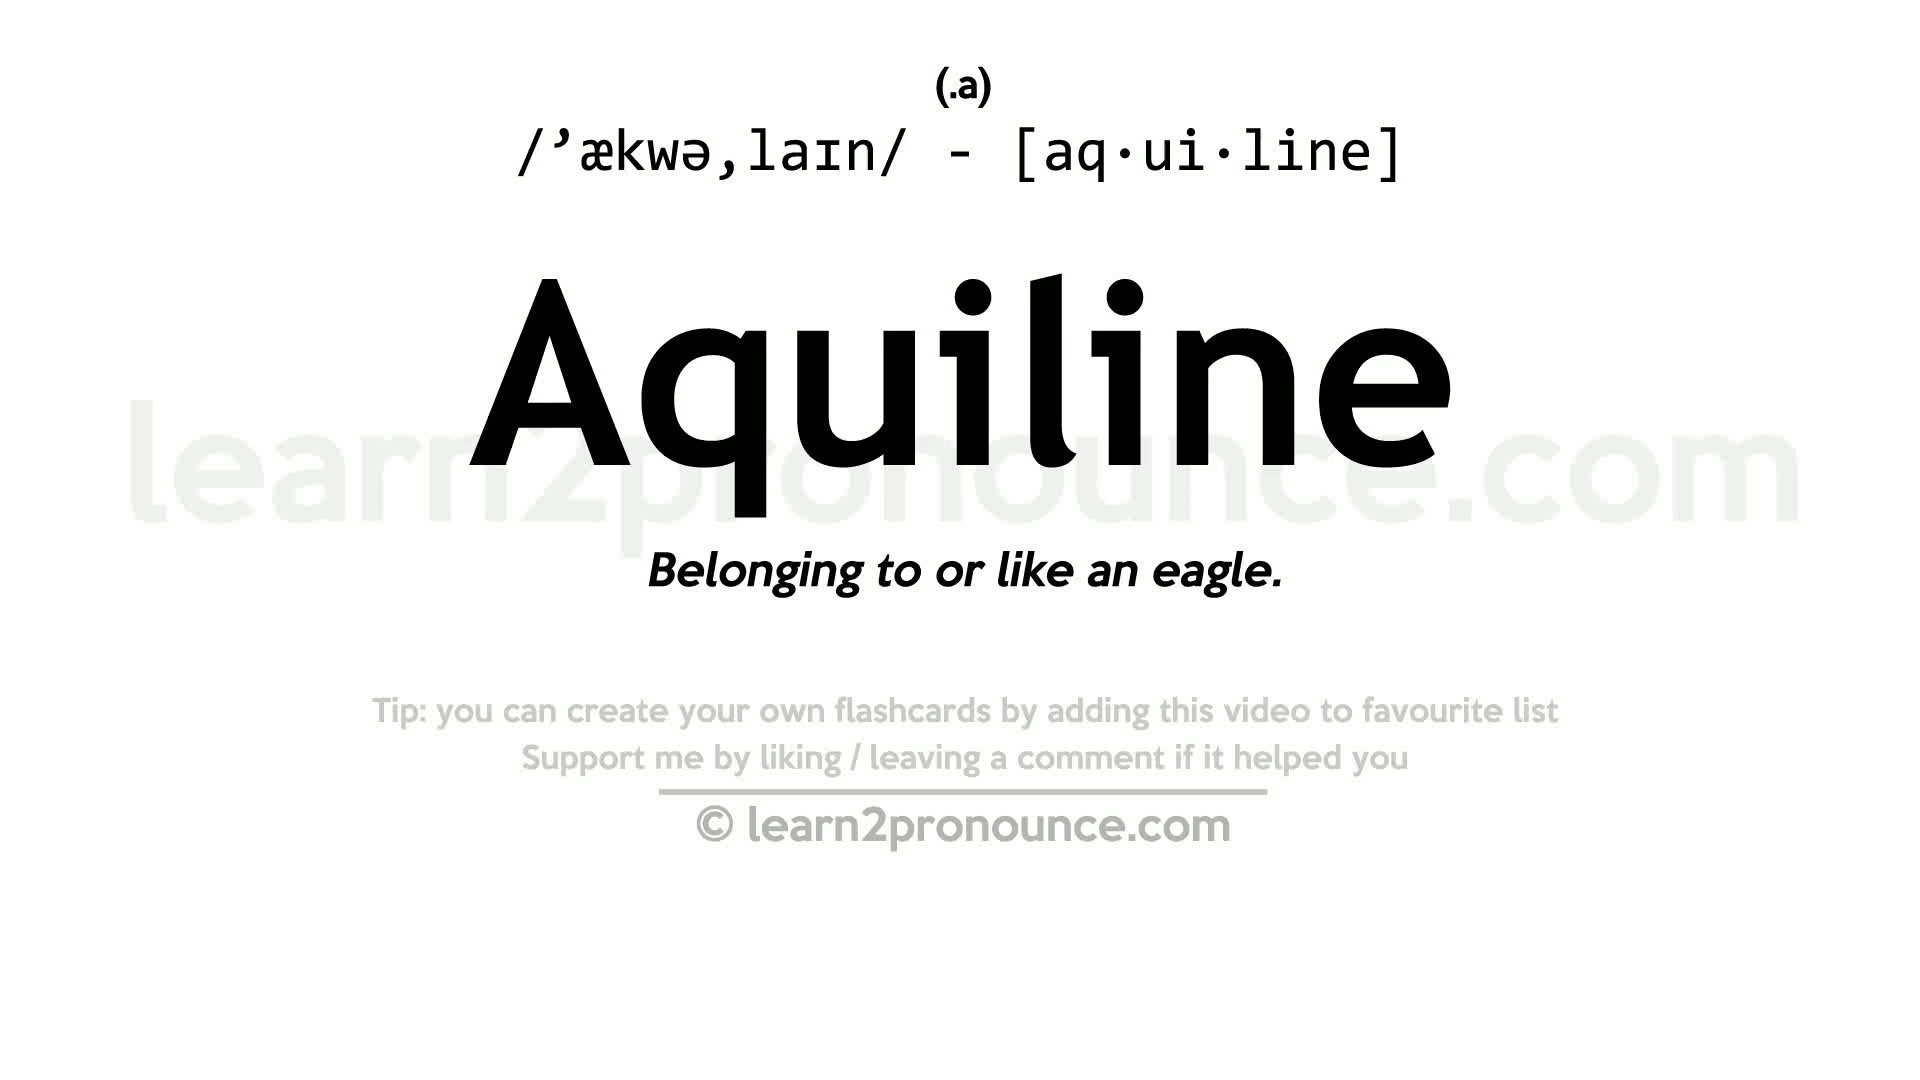 (.a)
/’ækwə,laɪn/ - [aq·ui·line]
Aquiline
learn2pronounce.com
Belonging to or like an eagle.
Tip: you can create your own flashcards by adding this video to favourite list
Support me by liking / leaving a comment if it helped you
© learn2pronounce.com